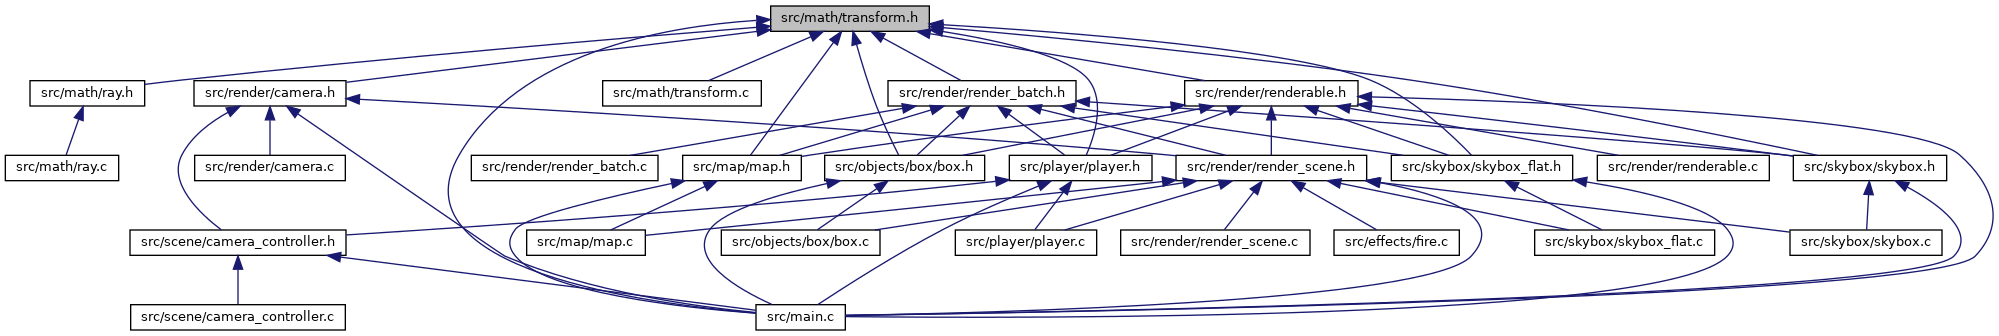 src/math/transform.h
src/math/ray.h
src/render/camera.h
src/math/transform.c
src/render/render_batch.h
src/render/renderable.h
src/math/ray.c
src/render/camera.c
src/render/render_batch.c
src/map/map.h
src/objects/box/box.h
src/player/player.h
src/render/render_scene.h
src/skybox/skybox_flat.h
src/render/renderable.c
src/skybox/skybox.h
src/scene/camera_controller.h
src/map/map.c
src/objects/box/box.c
src/player/player.c
src/render/render_scene.c
src/effects/fire.c
src/skybox/skybox_flat.c
src/skybox/skybox.c
src/scene/camera_controller.c
src/main.c